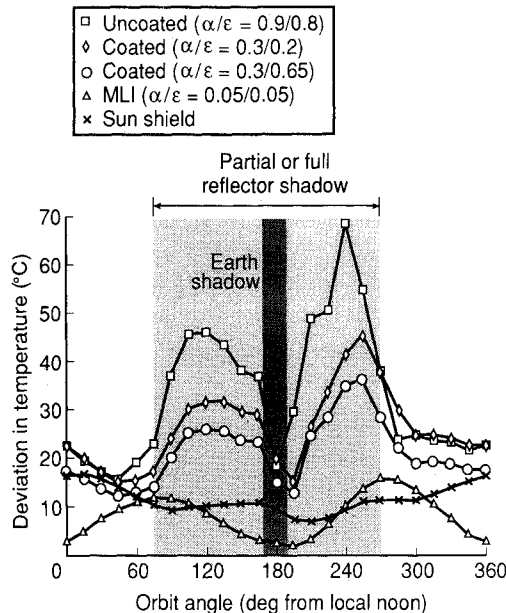 Uncoated (α/ε = 0.9/0.8)
Coated (α/ε = 0.3/0.2)
Coated (α/ε = 0.3/0.65)
MLI (α/ε = 0.05/0.05)
Sun shield
Partial or full
reflector shadow
Earth
shadow
70
60
50
40
30
20
10
0
Deviation in temperature (°C)
0
60
120
180
240
300
360
Orbit angle (deg from local noon)